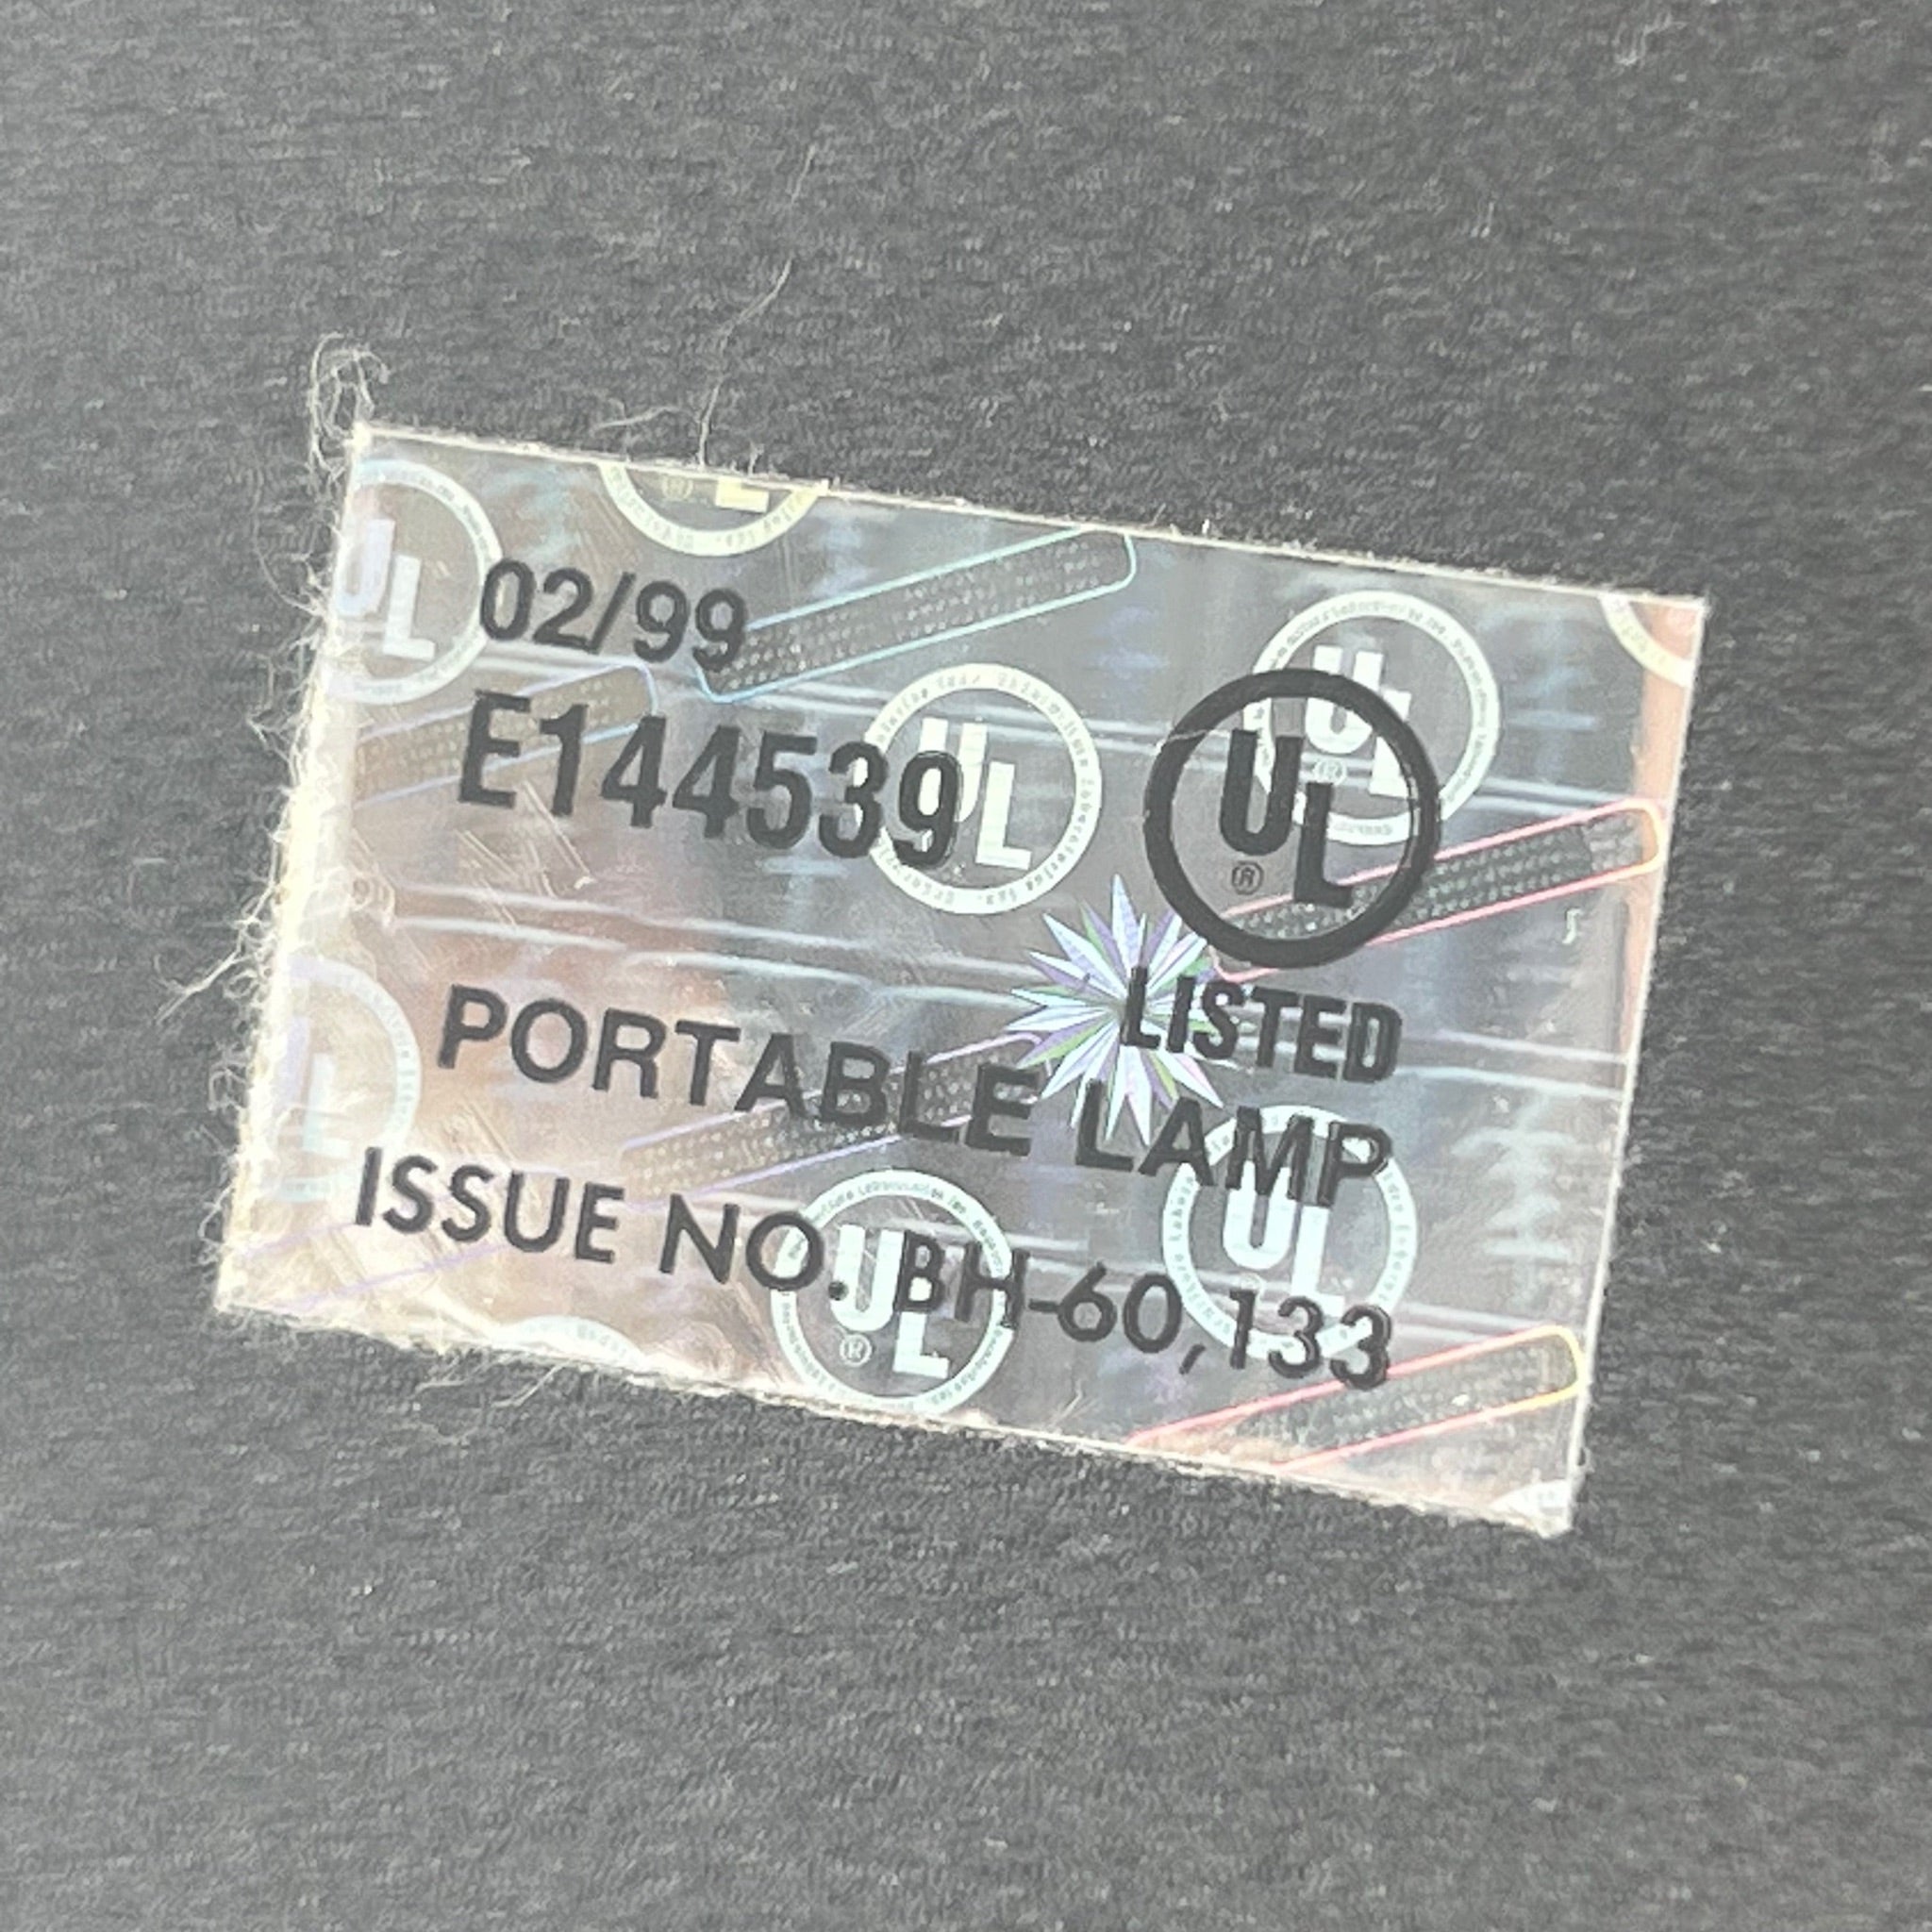 02/99
E144539
UL
®
LISTED
PORTABLE LAMP
ISSUE NO. BH-60,133